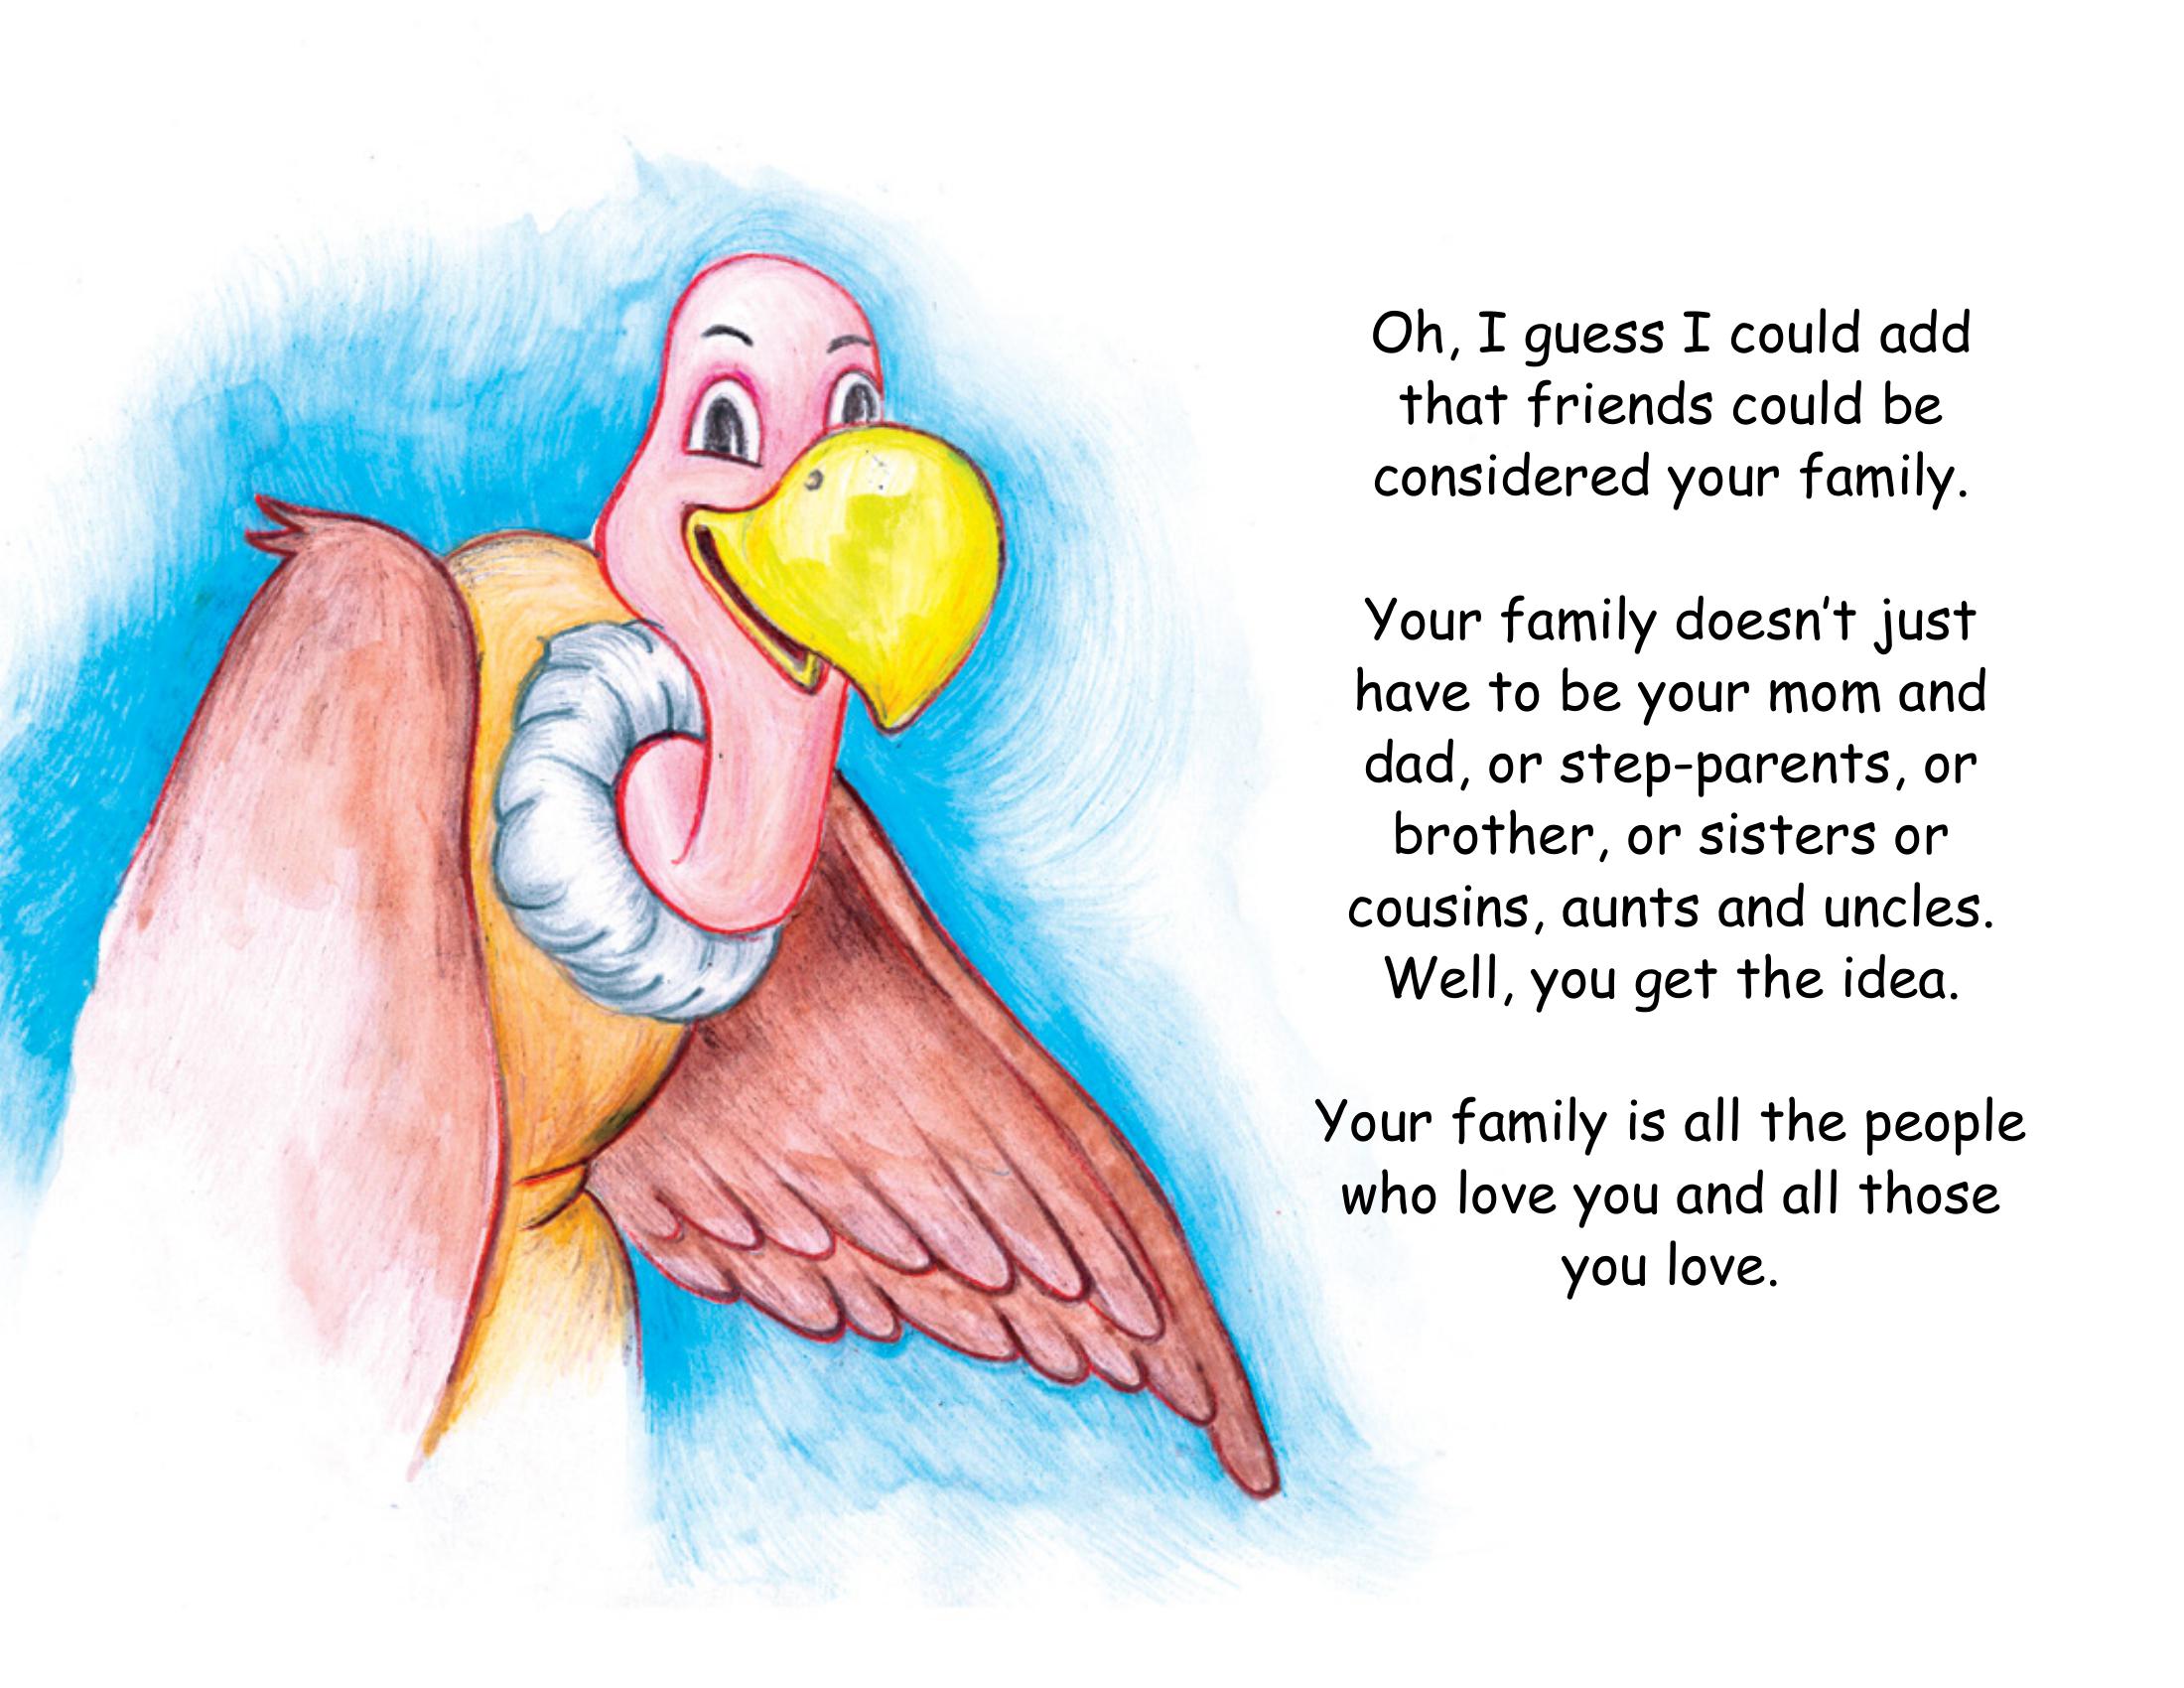 Oh, I guess I could add
that friends could be
considered your family.
Your family doesn't just
have to be your mom and
dad, or step-parents, or
brother, or sisters or
cousins, aunts and uncles.
Well, you get the idea.
Your family is all the people
who love you and all those
you love.